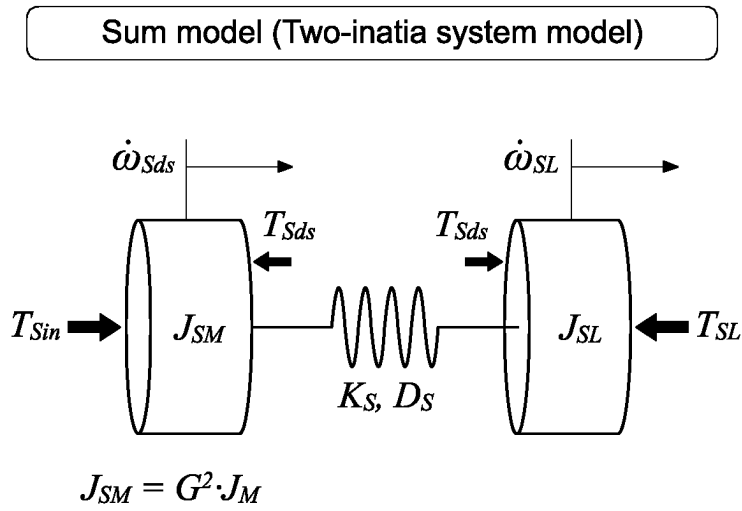 Sum model (Two-inatia system model)
ω̇Sds
ω̇SL
TSds
TSds
TSin
JSM
JSL
TSL
KS, DS
JSM = G²·JM